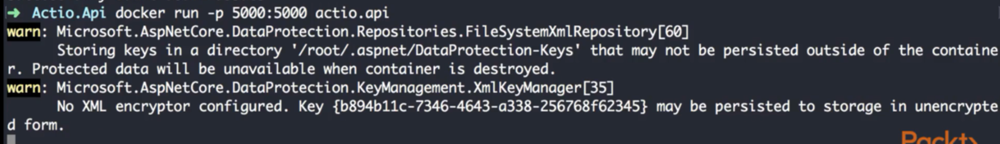 ➜ Actio.Api docker run -p 5000:5000 actio.api
warn: Microsoft.AspNetCore.DataProtection.Repositories.FileSystemXmlRepository[60]
      Storing keys in a directory '/root/.aspnet/DataProtection-Keys' that may not be persisted outside of the containe
r. Protected data will be unavailable when container is destroyed.
warn: Microsoft.AspNetCore.DataProtection.KeyManagement.XmlKeyManager[35]
      No XML encryptor configured. Key {b894b11c-7346-4643-a338-256768f62345} may be persisted to storage in unencrypte
d form.
Packt>